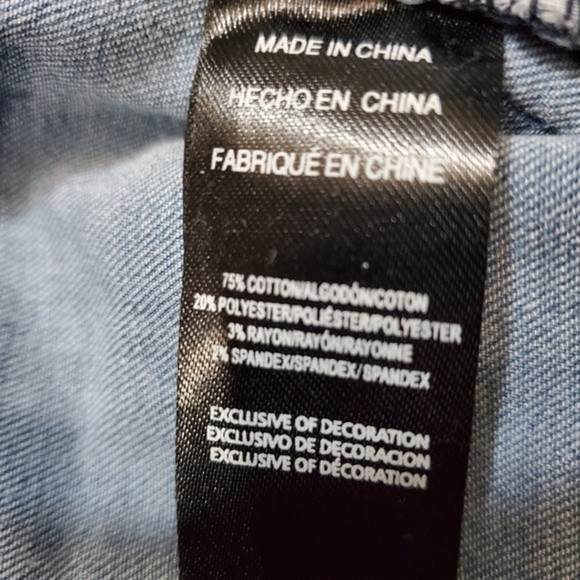 MADE IN CHINA
HECHO EN CHINA
FABRIQUÉ EN CHINE
75% COTTON/ALGODÓN/COTON
20% POLYESTER/POLIÉSTER/POLYESTER
3% RAYON/RAYÓN/RAYONNE
2% SPANDEX/SPANDEX/SPANDEX
EXCLUSIVE OF DECORATION
EXCLUSIVO DE DECORACION
EXCLUSIVE OF DÉCORATION